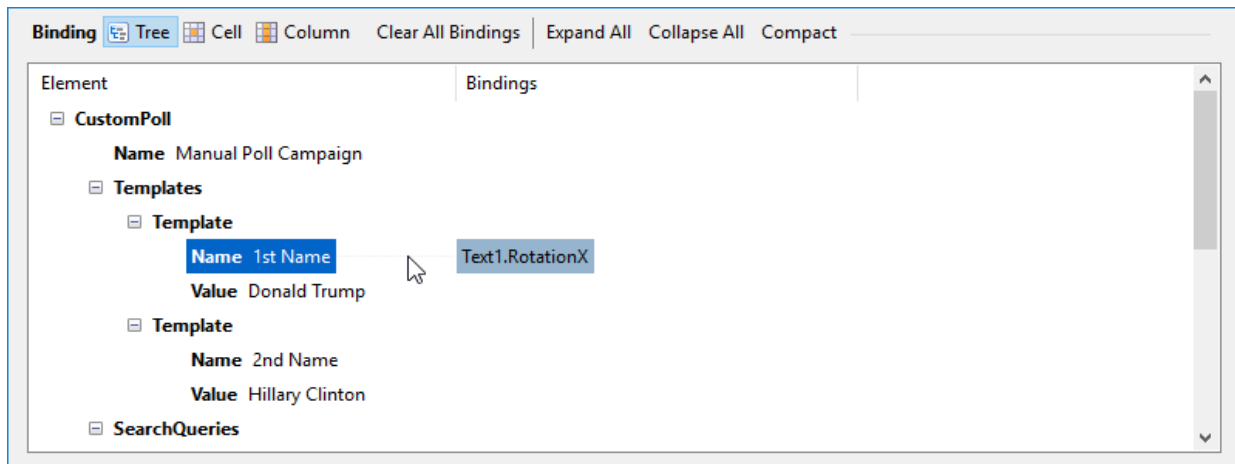 Binding Tree Cell Column Clear All Bindings Expand All Collapse All Compact
Element Bindings
CustomPoll
Name Manual Poll Campaign
Templates
Template
Name 1st Name Text1.RotationX
Value Donald Trump
Template
Name 2nd Name
Value Hillary Clinton
SearchQueries